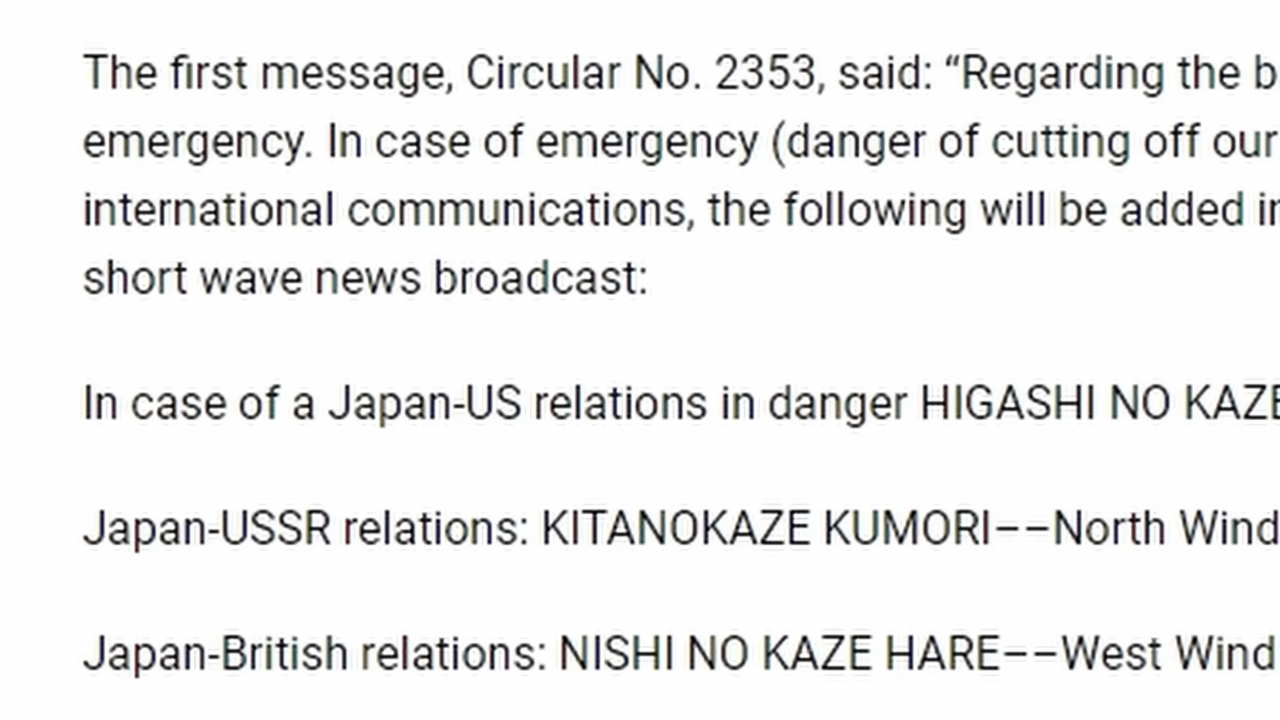 The first message, Circular No. 2353, said: “Regarding the b
emergency. In case of emergency (danger of cutting off our
international communications, the following will be added in
short wave news broadcast:
In case of a Japan-US relations in danger HIGASHI NO KAZE
Japan-USSR relations: KITANOKAZE KUMORI−−North Wind
Japan-British relations: NISHI NO KAZE HARE−−West Wind